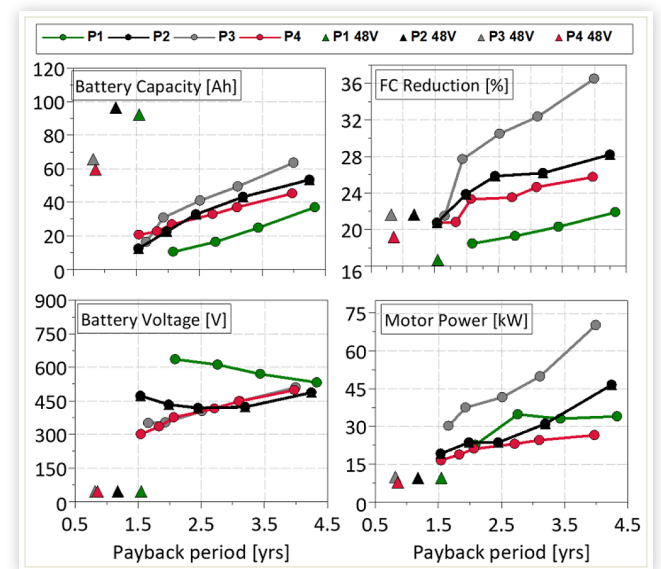 P1 P2 P3 P4 P1 48V P2 48V P3 48V P4 48V
Battery Capacity [Ah]
120
100
80
60
40
20
0
FC Reduction [%]
36
32
28
24
20
16
Battery Voltage [V]
900
750
600
450
300
150
0
0.5 1.5 2.5 3.5 4.5
Payback period [yrs]
Motor Power [kW]
75
60
45
30
15
0
0.5 1.5 2.5 3.5 4.5
Payback period [yrs]